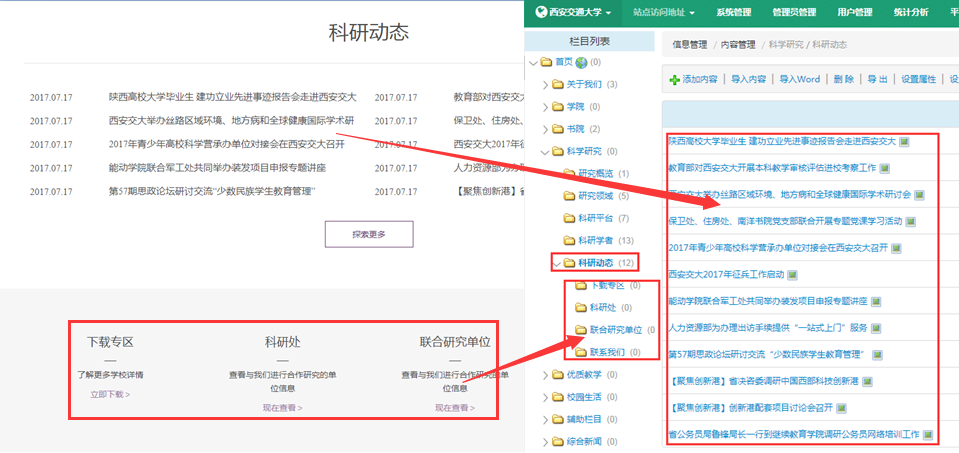 科研动态
2017.07.17 陕西高校大学毕业生 建功立业先进事迹报告会走进西安交大 2017.07.17 教育部对西安交大
2017.07.17 西安交大举办丝路区域环境、地方病和全球健康国际学术研 2017.07.17 保卫处、住房处、
2017.07.17 2017年青少年高校科学营承办单位对接会在西安交大召开 2017.07.17 西安交大2017年征
2017.07.17 能动学院联合军工处共同举办装发项目申报专题讲座 2017.07.17 人力资源部为办
2017.07.17 第57期思政论坛研讨交流“少数民族学生教育管理” 2017.07.17 【聚焦创新港】省
探索更多
下载专区
了解更多学校详情
立即下载 >
科研处
查看与我们进行合作研究的单
位信息
现在查看 >
联合研究单位
查看与我们进行合作研究的单
位信息
现在查看 >
西安交通大学 站点访问地址 系统管理 管理员管理 用户管理 统计分析 平
栏目列表
首页 (0)
关于我们 (3)
学院 (0)
书院 (2)
科学研究 (0)
研究概览 (1)
研究领域 (5)
科研平台 (7)
科研学者 (13)
科研动态 (12)
下载专区 (0)
科研处 (0)
联合研究单位 (0
联系我们 (0)
优质教学 (0)
校园生活 (0)
辅助栏目 (0)
综合新闻 (0)
信息管理 / 内容管理 / 科学研究 / 科研动态
添加内容 | 导入内容 | 导入Word | 删 除 | 导 出 | 设置属性 | 设
陕西高校大学毕业生 建功立业先进事迹报告会走进西安交大
教育部对西安交大开展本科教学审核评估进校考察工作
西安交大举办丝路区域环境、地方病和全球健康国际学术研讨会
保卫处、住房处、南洋书院党支部联合开展专题党课学习活动
2017年青少年高校科学营承办单位对接会在西安交大召开
西安交大2017年征兵工作启动
能动学院联合军工处共同举办装发项目申报专题讲座
人力资源部为办理出访手续提供“一站式上门”服务
第57期思政论坛研讨交流“少数民族学生教育管理”
【聚焦创新港】省决咨委调研中国西部科技创新港
【聚焦创新港】创新港配套项目讨论会召开
省公务员局鲁锋局长一行到继续教育学院调研公务员网络培训工作